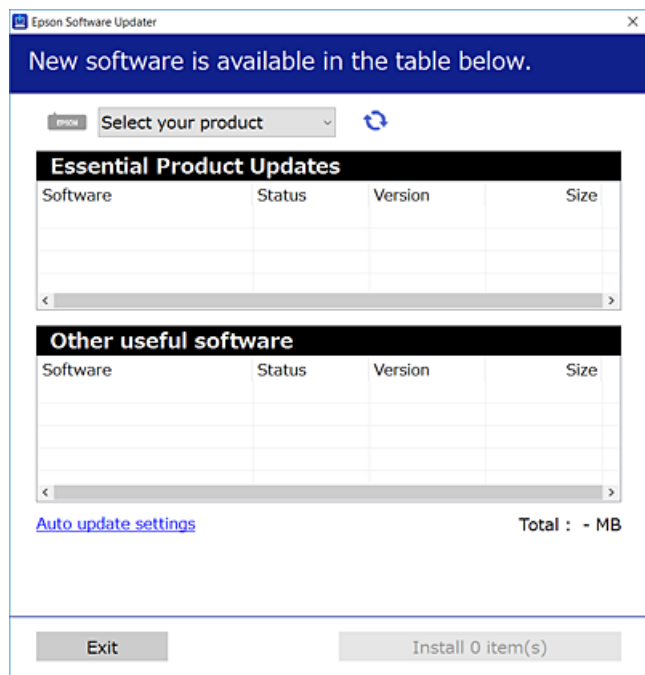 Epson Software Updater
New software is available in the table below.
EPSON Select your product
Essential Product Updates
Software Status Version Size
Other useful software
Software Status Version Size
Auto update settings Total : - MB
Exit Install 0 item(s)